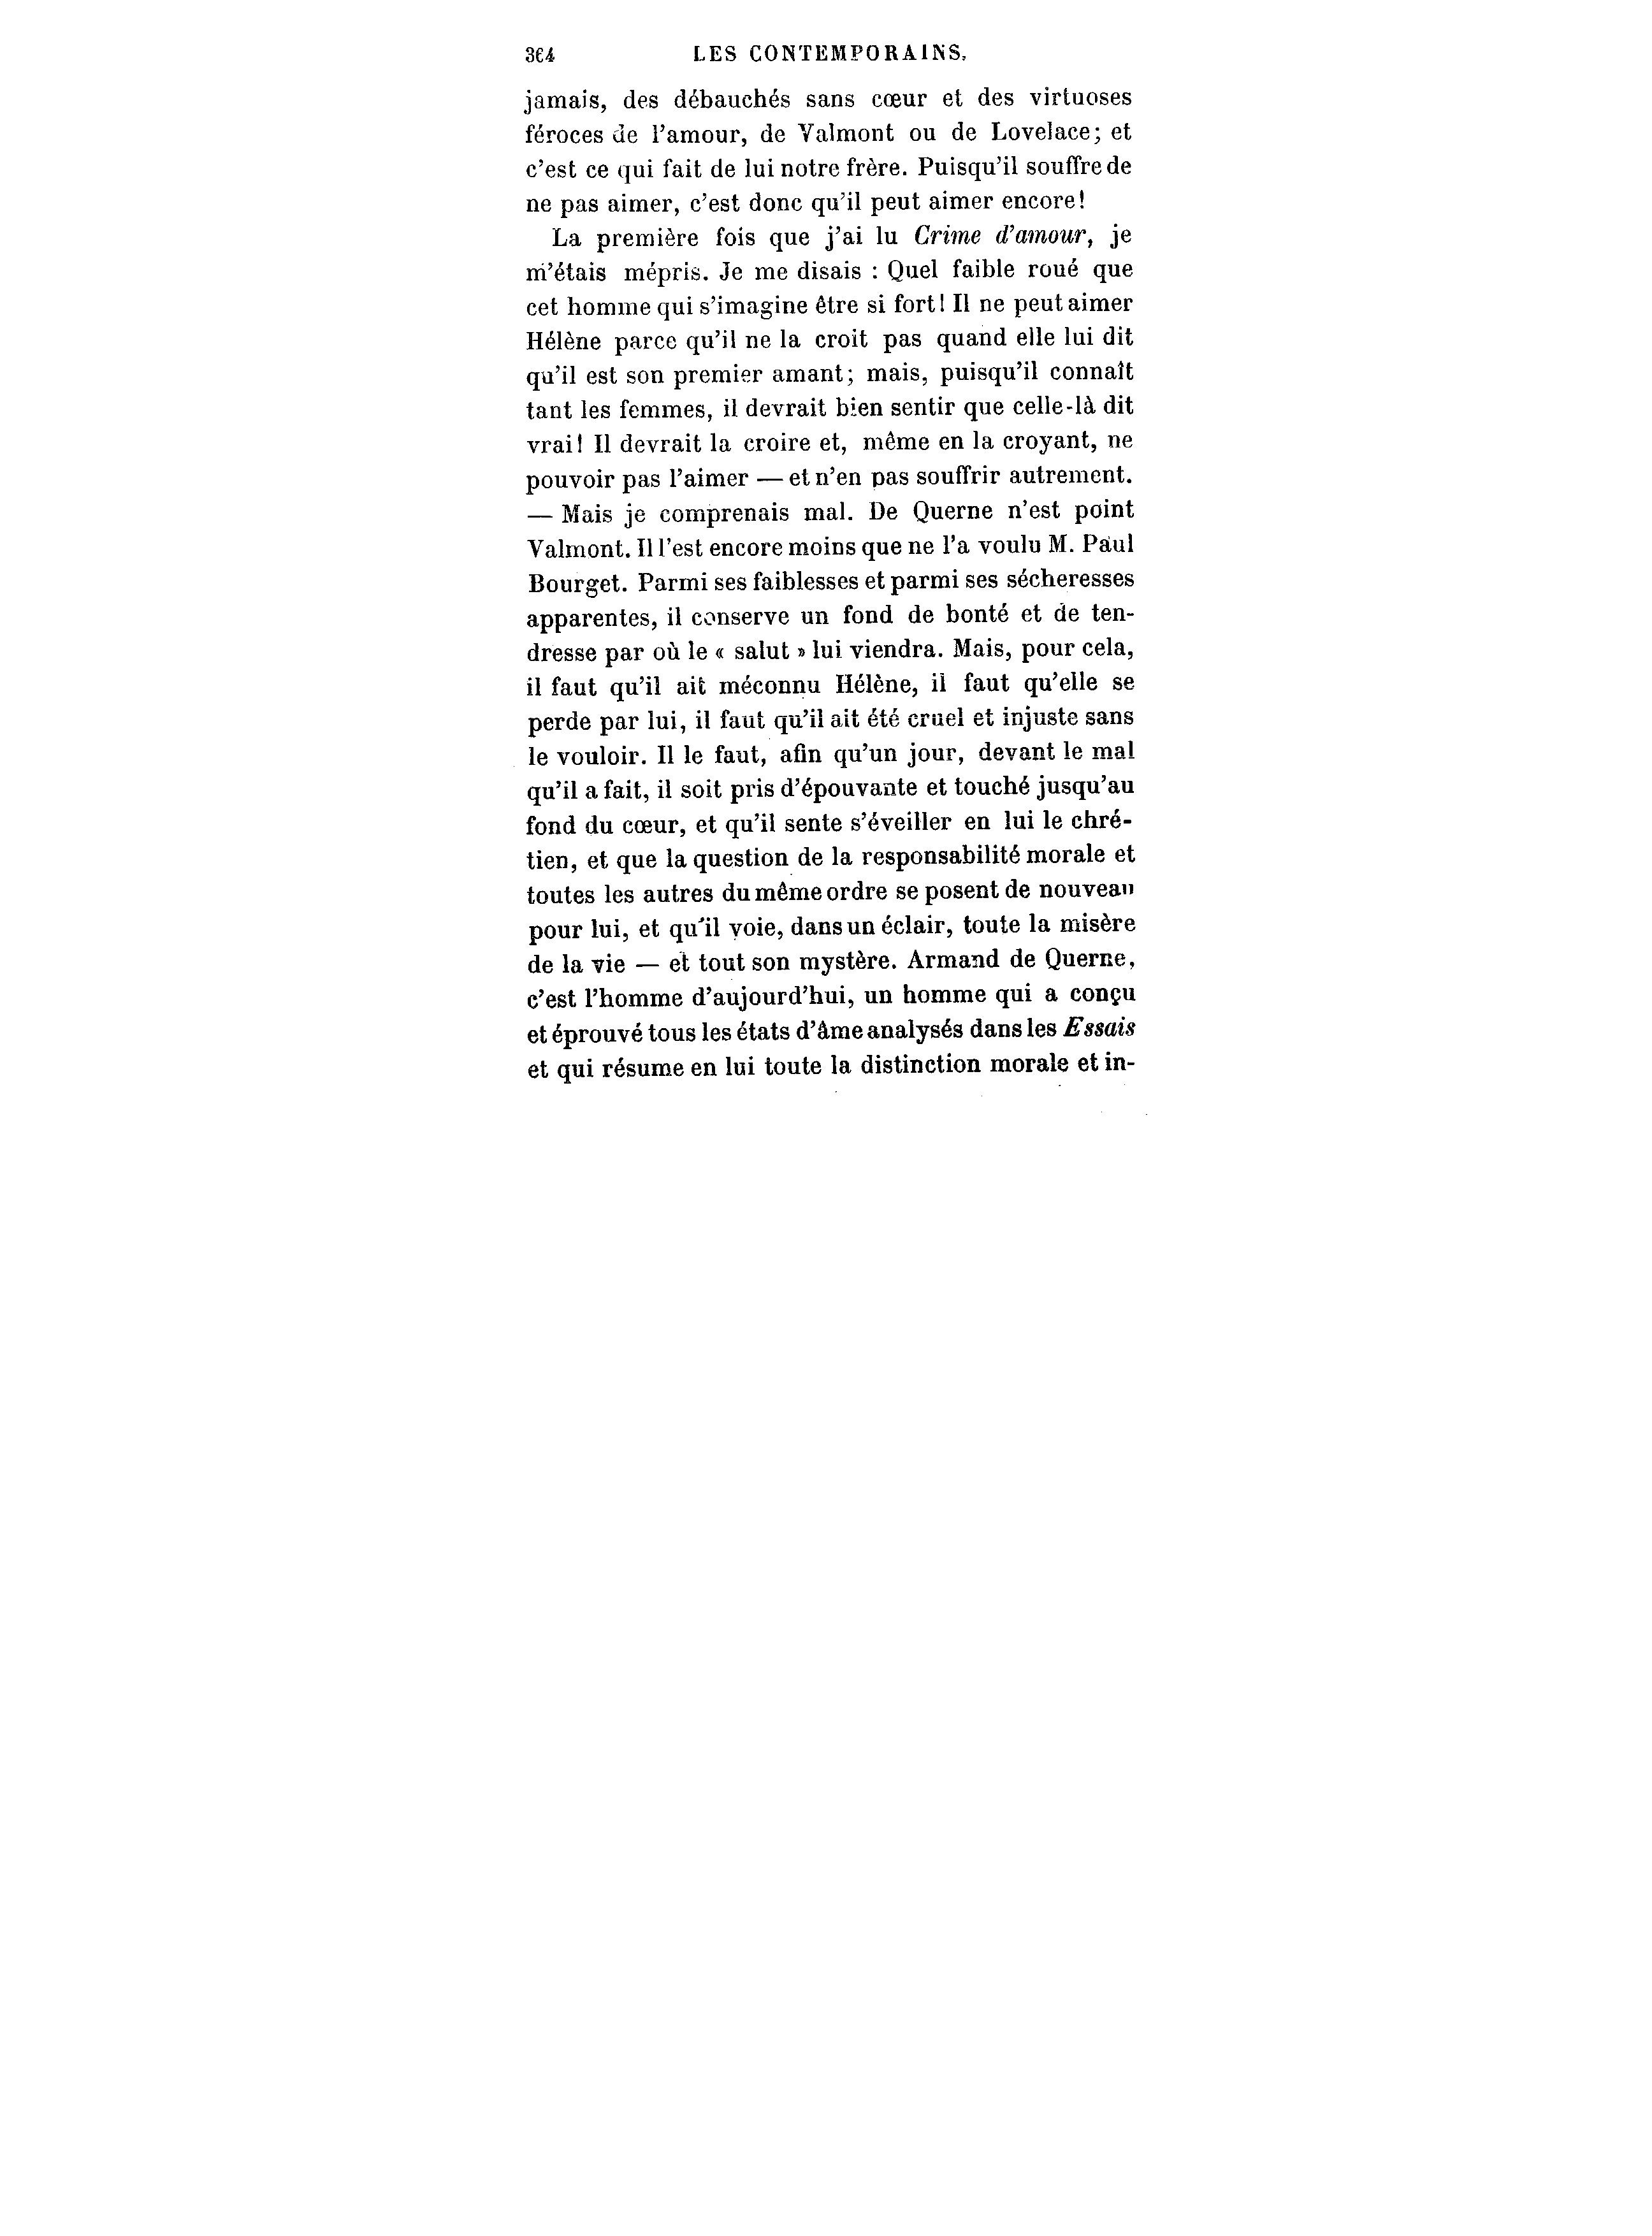 364 LES CONTEMPORAINS.
jamais, des débauchés sans cœur et des virtuoses
féroces de l'amour, de Valmont ou de Lovelace; et
c'est ce qui fait de lui notre frère. Puisqu'il souffre de
ne pas aimer, c'est donc qu'il peut aimer encore!
La première fois que j'ai lu Crime d'amour, je
m'étais mépris. Je me disais : Quel faible roué que
cet homme qui s'imagine être si fort! Il ne peut aimer
Hélène parce qu'il ne la croit pas quand elle lui dit
qu'il est son premier amant; mais, puisqu'il connaît
tant les femmes, il devrait bien sentir que celle-là dit
vrai! Il devrait la croire et, même en la croyant, ne
pouvoir pas l'aimer — et n'en pas souffrir autrement.
— Mais je comprenais mal. De Querne n'est point
Valmont. Il l'est encore moins que ne l'a voulu M. Paul
Bourget. Parmi ses faiblesses et parmi ses sécheresses
apparentes, il conserve un fond de bonté et de ten-
dresse par où le « salut » lui viendra. Mais, pour cela,
il faut qu'il ait méconnu Hélène, il faut qu'elle se
perde par lui, il faut qu'il ait été cruel et injuste sans
le vouloir. Il le faut, afin qu'un jour, devant le mal
qu'il a fait, il soit pris d'épouvante et touché jusqu'au
fond du cœur, et qu'il sente s'éveiller en lui le chré-
tien, et que la question de la responsabilité morale et
toutes les autres du même ordre se posent de nouveau
pour lui, et qu'il voie, dans un éclair, toute la misère
de la vie — et tout son mystère. Armand de Querne,
c'est l'homme d'aujourd'hui, un homme qui a conçu
et éprouvé tous les états d'âme analysés dans les Essais
et qui résume en lui toute la distinction morale et in-